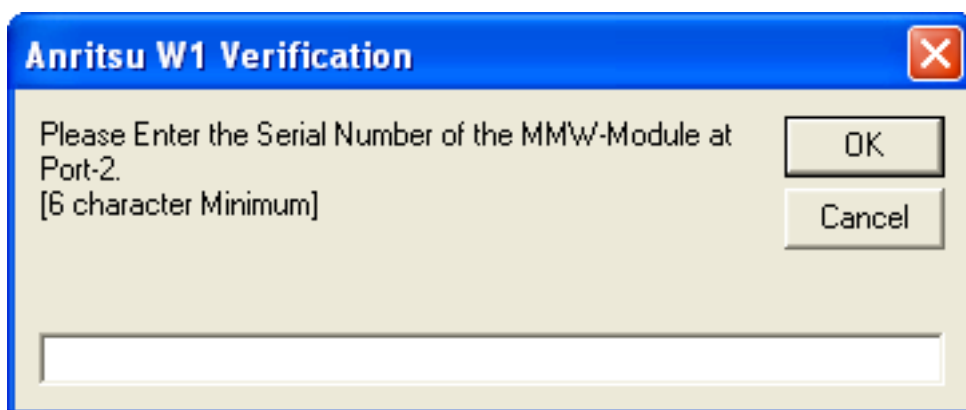 Anritsu W1 Verification
Please Enter the Serial Number of the MMW-Module at
Port-2.
[6 character Minimum]
OK
Cancel